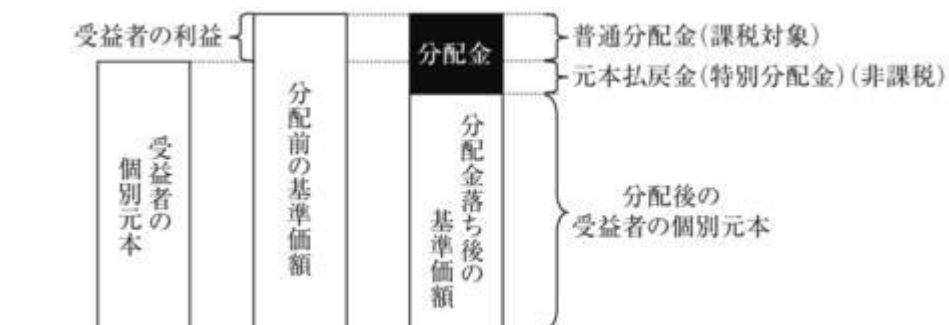 受益者の利益
分配金
普通分配金(課税対象)
元本払戻金(特別分配金)(非課税)
受益者の
個別元本
分配前の基準価額
分配金落ち後の
基準価額
分配後の
受益者の個別元本